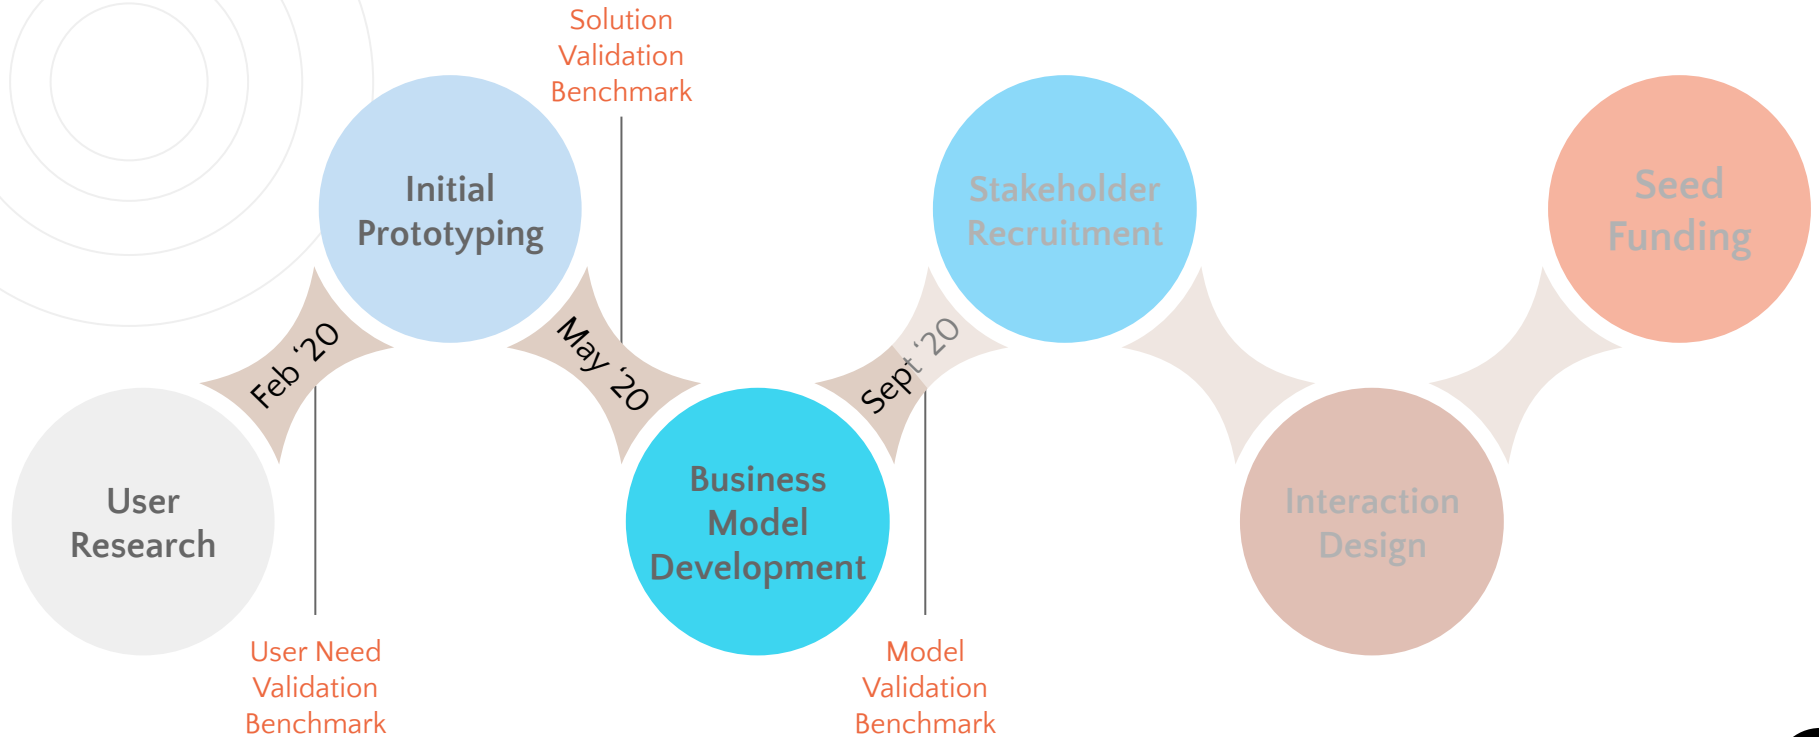 Solution
Validation
Benchmark
Initial
Prototyping
Stakeholder
Recruitment
Seed
Funding
Feb ‘20
May ‘20
Sept ‘20
User
Research
Business
Model
Development
Interaction
Design
User Need
Validation
Benchmark
Model
Validation
Benchmark